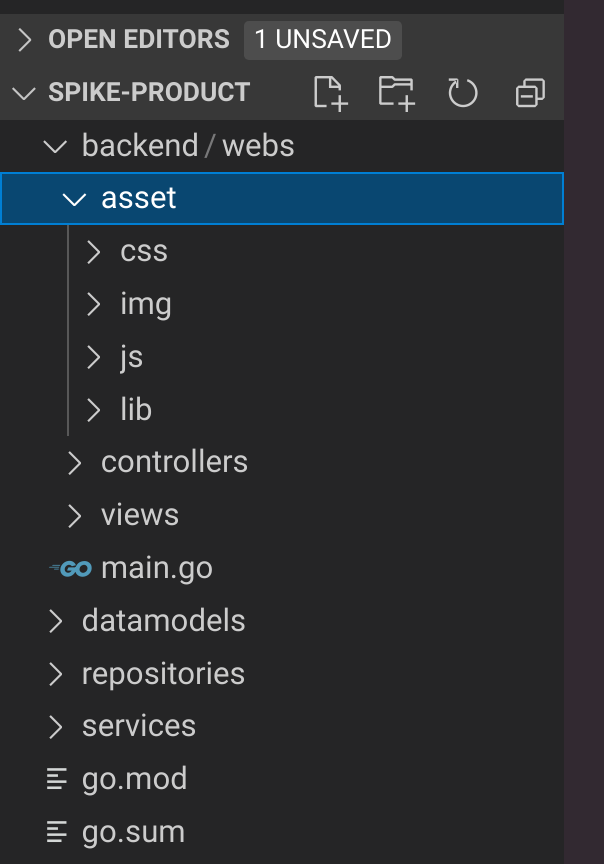 OPEN EDITORS 1 UNSAVED
SPIKE-PRODUCT
backend / webs
asset
css
img
js
lib
controllers
views
GO main.go
datamodels
repositories
services
go.mod
go.sum